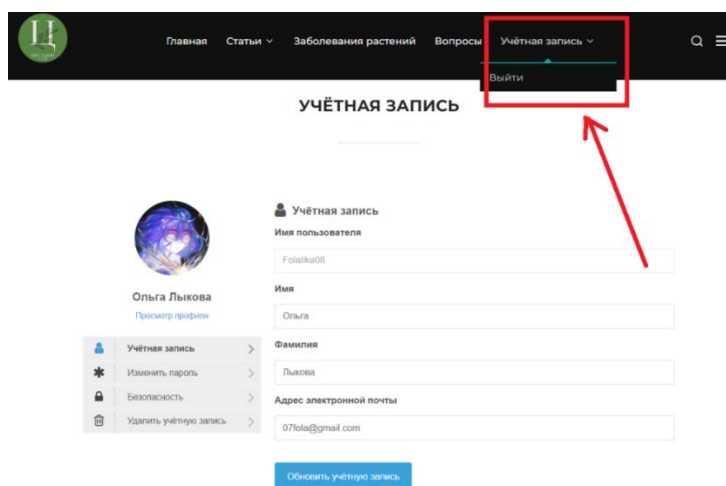 Ц
Главная Статьи Заболевания растений Вопросы Учётная запись
Выйти
УЧЁТНАЯ ЗАПИСЬ
Учётная запись
Имя пользователя
Folalika08
Имя
Ольга
Фамилия
Лыкова
Адрес электронной почты
07fola@gmail.com
Обновить учётную запись
Ольга Лыкова
Просмотр профиля
Учётная запись
Изменить пароль
Безопасность
Удалить учётную запись